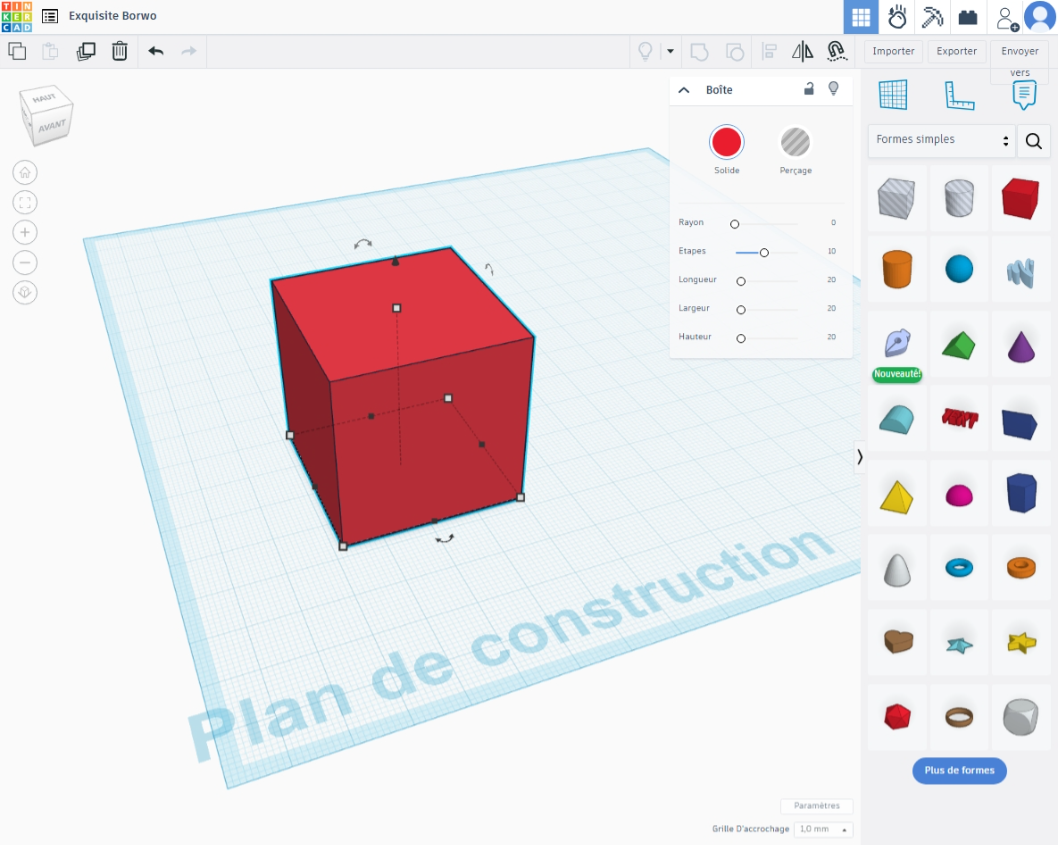 TIN
KER
CAD
Exquisite Borwo
Importer
Exporter
Envoyer
vers
HAUT
AVANT
Boîte
Solide
Perçage
Rayon 0
Etapes 10
Longueur 20
Largeur 20
Hauteur 20
Formes simples
Nouveauté!
TEXT
Plan de construction
Plus de formes
Paramètres
Grille D'accrochage 1,0 mm